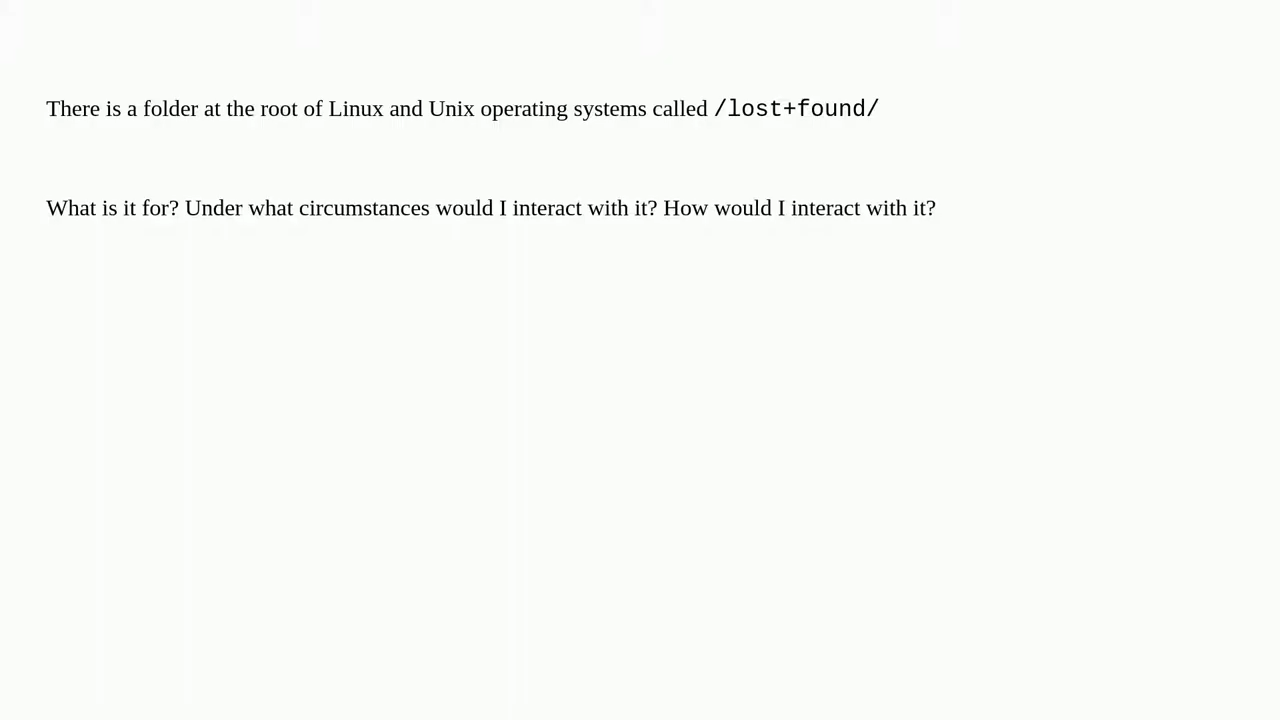 There is a folder at the root of Linux and Unix operating systems called /lost+found/
What is it for? Under what circumstances would I interact with it? How would I interact with it?